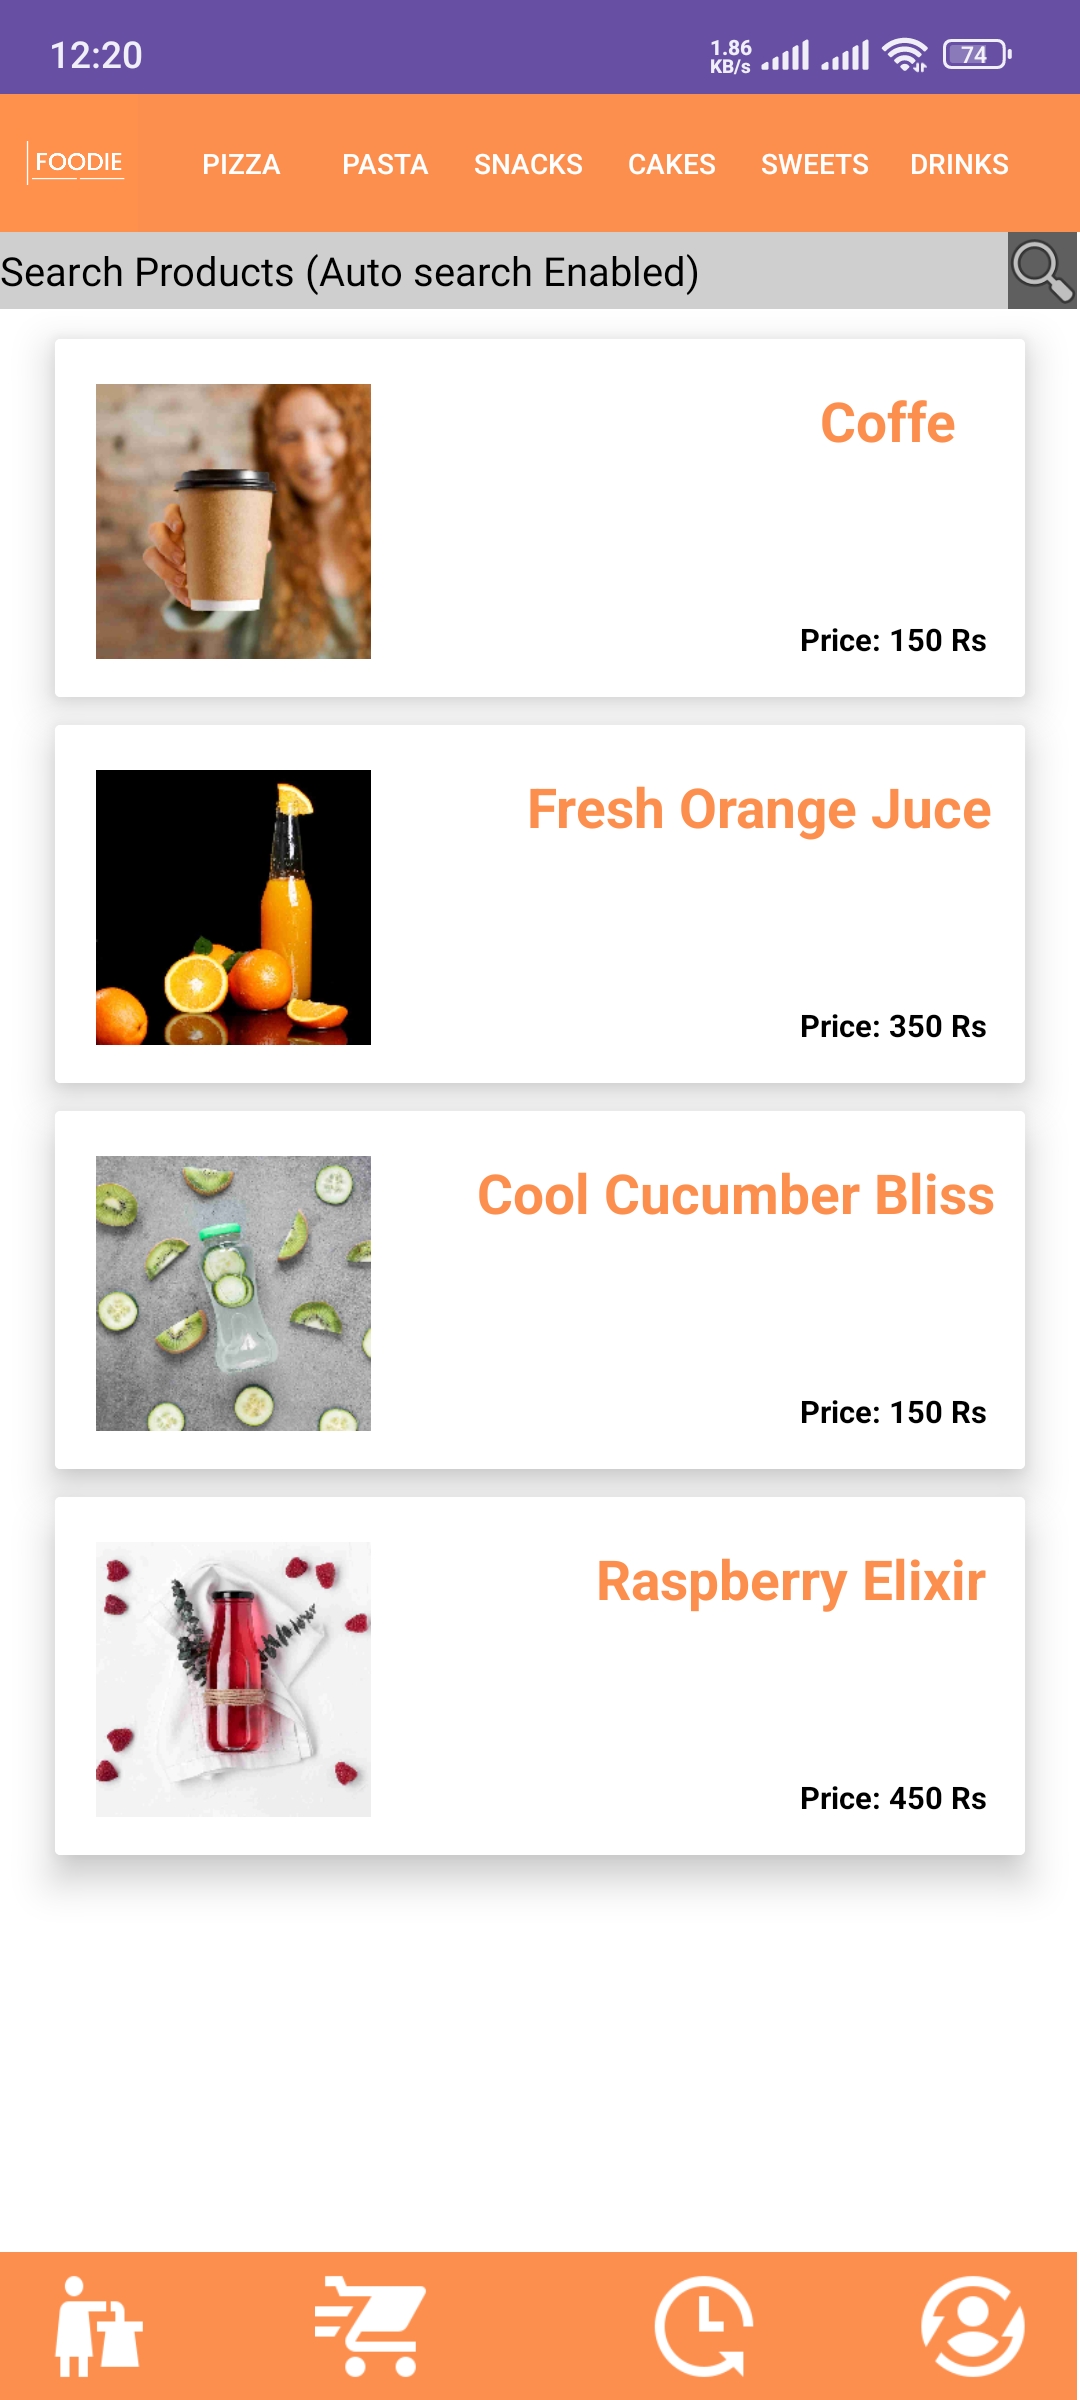 12:20
1.86
KB/s
74
FOODIE PIZZA PASTA SNACKS CAKES SWEETS DRINKS
Search Products (Auto search Enabled)
Coffe
Price: 150 Rs
Fresh Orange Juce
Price: 350 Rs
Cool Cucumber Bliss
Price: 150 Rs
Raspberry Elixir
Price: 450 Rs